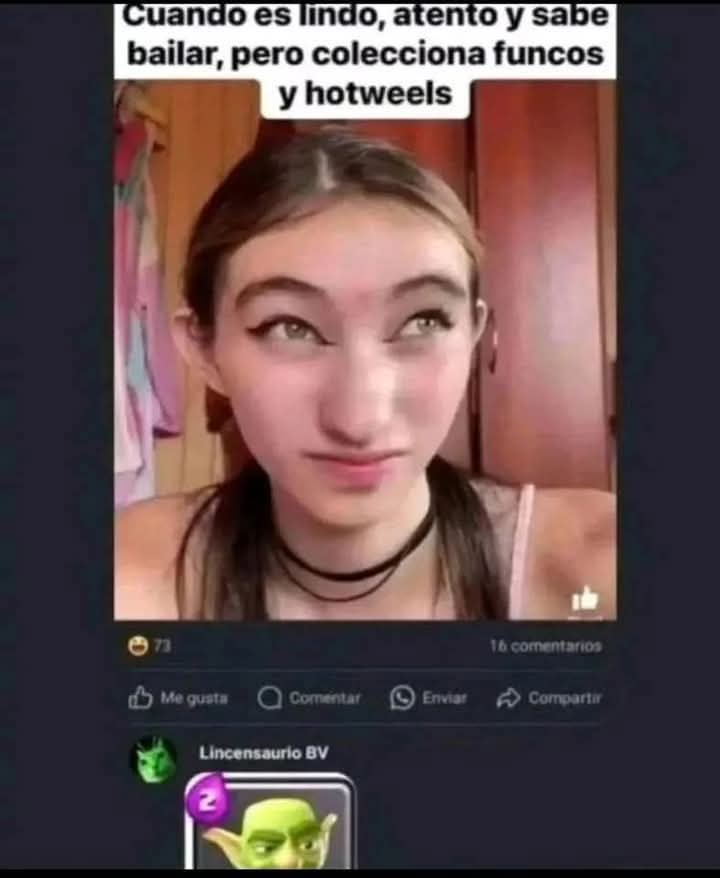 Cuando es lindo, atento y sabe
bailar, pero colecciona funcos
y hotweels
73
16 comentarios
Me gusta
Comentar
Enviar
Compartir
Lincensaurio BV
2